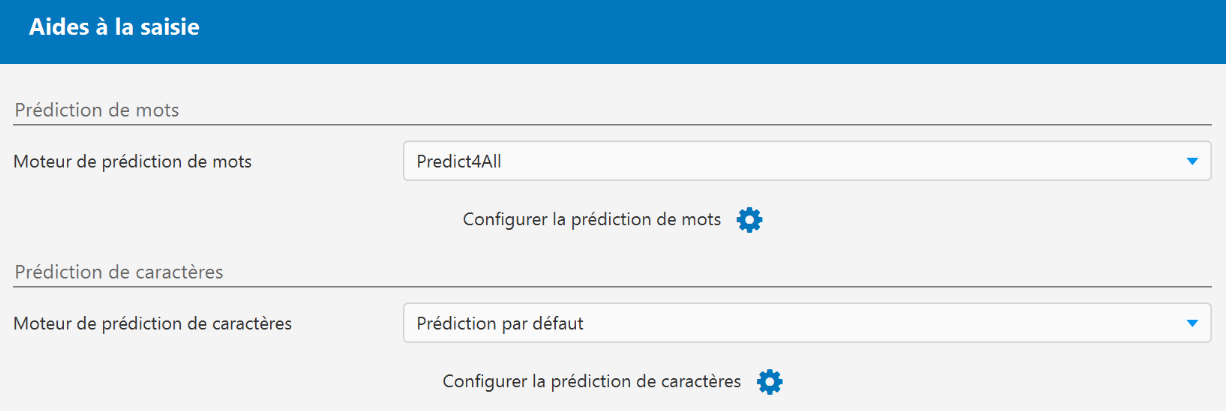 Aides à la saisie
Prédiction de mots
Moteur de prédiction de mots
Predict4All
Configurer la prédiction de mots
Prédiction de caractères
Moteur de prédiction de caractères
Prédiction par défaut
Configurer la prédiction de caractères